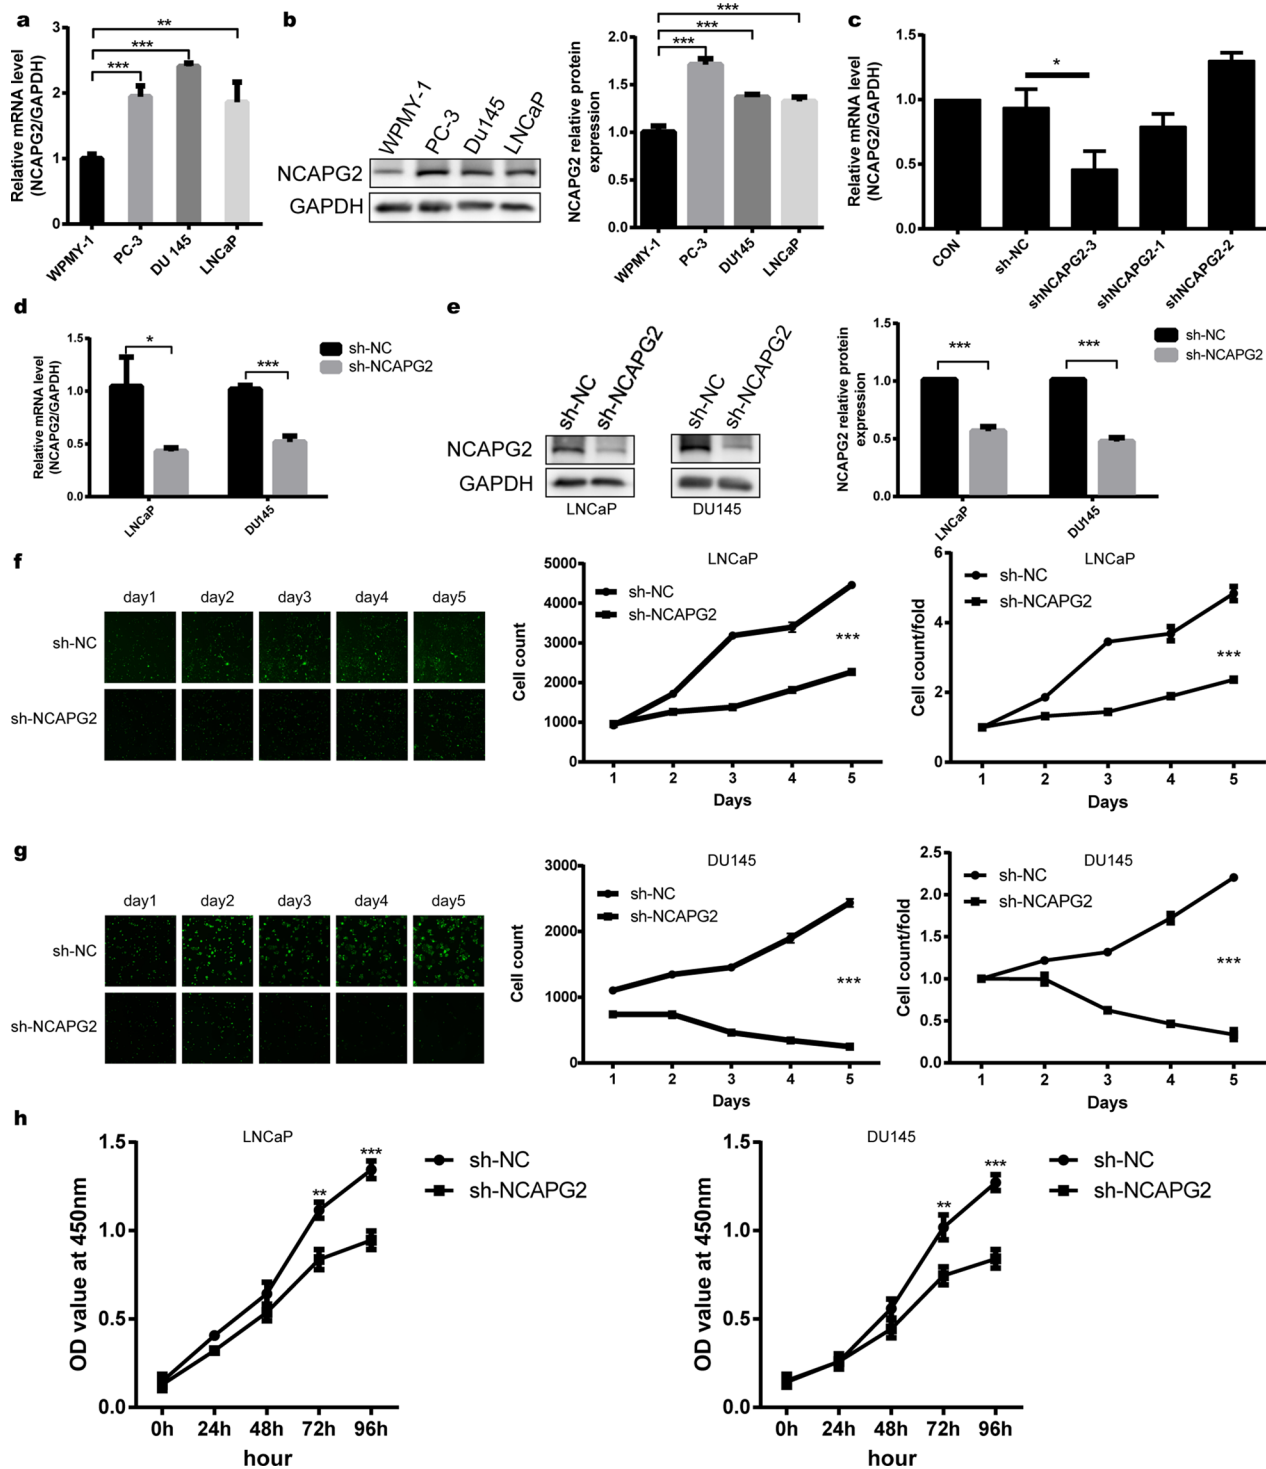 a
Relative mRNA level
(NCAPG2/GAPDH)
3
2
1
0
**
***
***
WPMY-1
PC-3
DU 145
LNCaP
b
WPMY-1
PC-3
Du145
LNCaP
NCAPG2
GAPDH
NCAPG2 relative protein
expression
2.0
1.5
1.0
0.5
0.0
***
***
***
WPMY-1
PC-3
DU145
LNCaP
c
Relative mRNA level
(NCAPG2/GAPDH)
1.5
1.0
0.5
0.0
*
CON
sh-NC
shNCAPG2-3
shNCAPG2-1
shNCAPG2-2
d
Relative mRNA level
(NCAPG2/GAPDH)
1.5
1.0
0.5
0.0
*
***
sh-NC
sh-NCAPG2
LNCaP
DU145
e
sh-NC
sh-NCAPG2
sh-NC
sh-NCAPG2
NCAPG2
GAPDH
LNCaP
DU145
NCAPG2 relative protein
expression
1.5
1.0
0.5
0.0
***
***
sh-NC
sh-NCAPG2
LNCaP
DU145
f
day1 day2 day3 day4 day5
sh-NC
sh-NCAPG2
LNCaP
Cell count
5000
4000
3000
2000
1000
0
sh-NC
sh-NCAPG2
***
1 2 3 4 5
Days
LNCaP
Cell count/fold
6
4
2
0
sh-NC
sh-NCAPG2
***
1 2 3 4 5
Days
g
day1 day2 day3 day4 day5
sh-NC
sh-NCAPG2
DU145
Cell count
3000
2000
1000
0
sh-NC
sh-NCAPG2
***
1 2 3 4 5
Days
DU145
Cell count/fold
2.5
2.0
1.5
1.0
0.5
0.0
sh-NC
sh-NCAPG2
***
1 2 3 4 5
Days
h
LNCaP
OD value at 450nm
1.5
1.0
0.5
0.0
**
***
sh-NC
sh-NCAPG2
0h 24h 48h 72h 96h
hour
DU145
OD value at 450nm
1.5
1.0
0.5
0.0
**
***
sh-NC
sh-NCAPG2
0h 24h 48h 72h 96h
hour